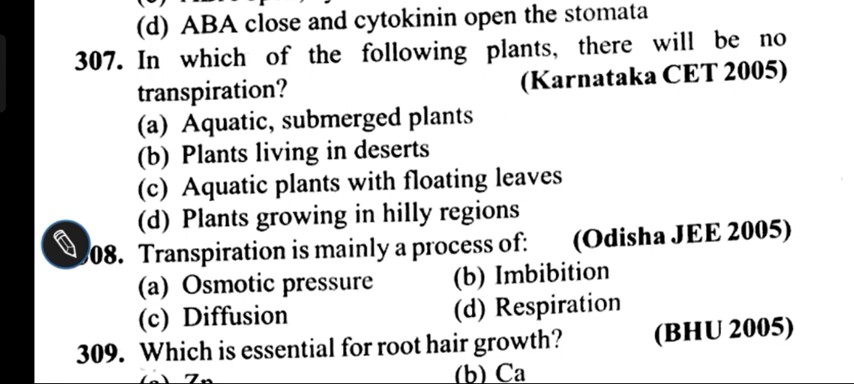 (d) ABA close and cytokinin open the stomata
307. In which of the following plants, there will be no
transpiration? (Karnataka CET 2005)
(a) Aquatic, submerged plants
(b) Plants living in deserts
(c) Aquatic plants with floating leaves
(d) Plants growing in hilly regions
08. Transpiration is mainly a process of: (Odisha JEE 2005)
(a) Osmotic pressure (b) Imbibition
(c) Diffusion (d) Respiration
309. Which is essential for root hair growth? (BHU 2005)
(a) Zn (b) Ca